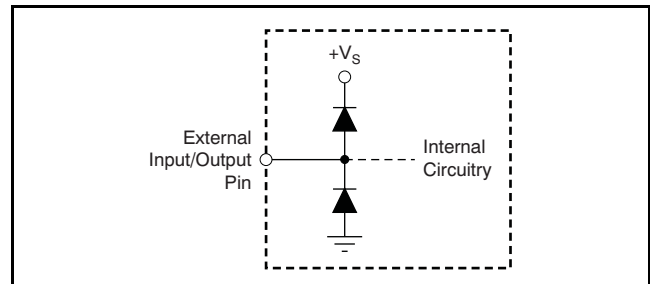 +VS
External
Input/Output
Pin
Internal
Circuitry